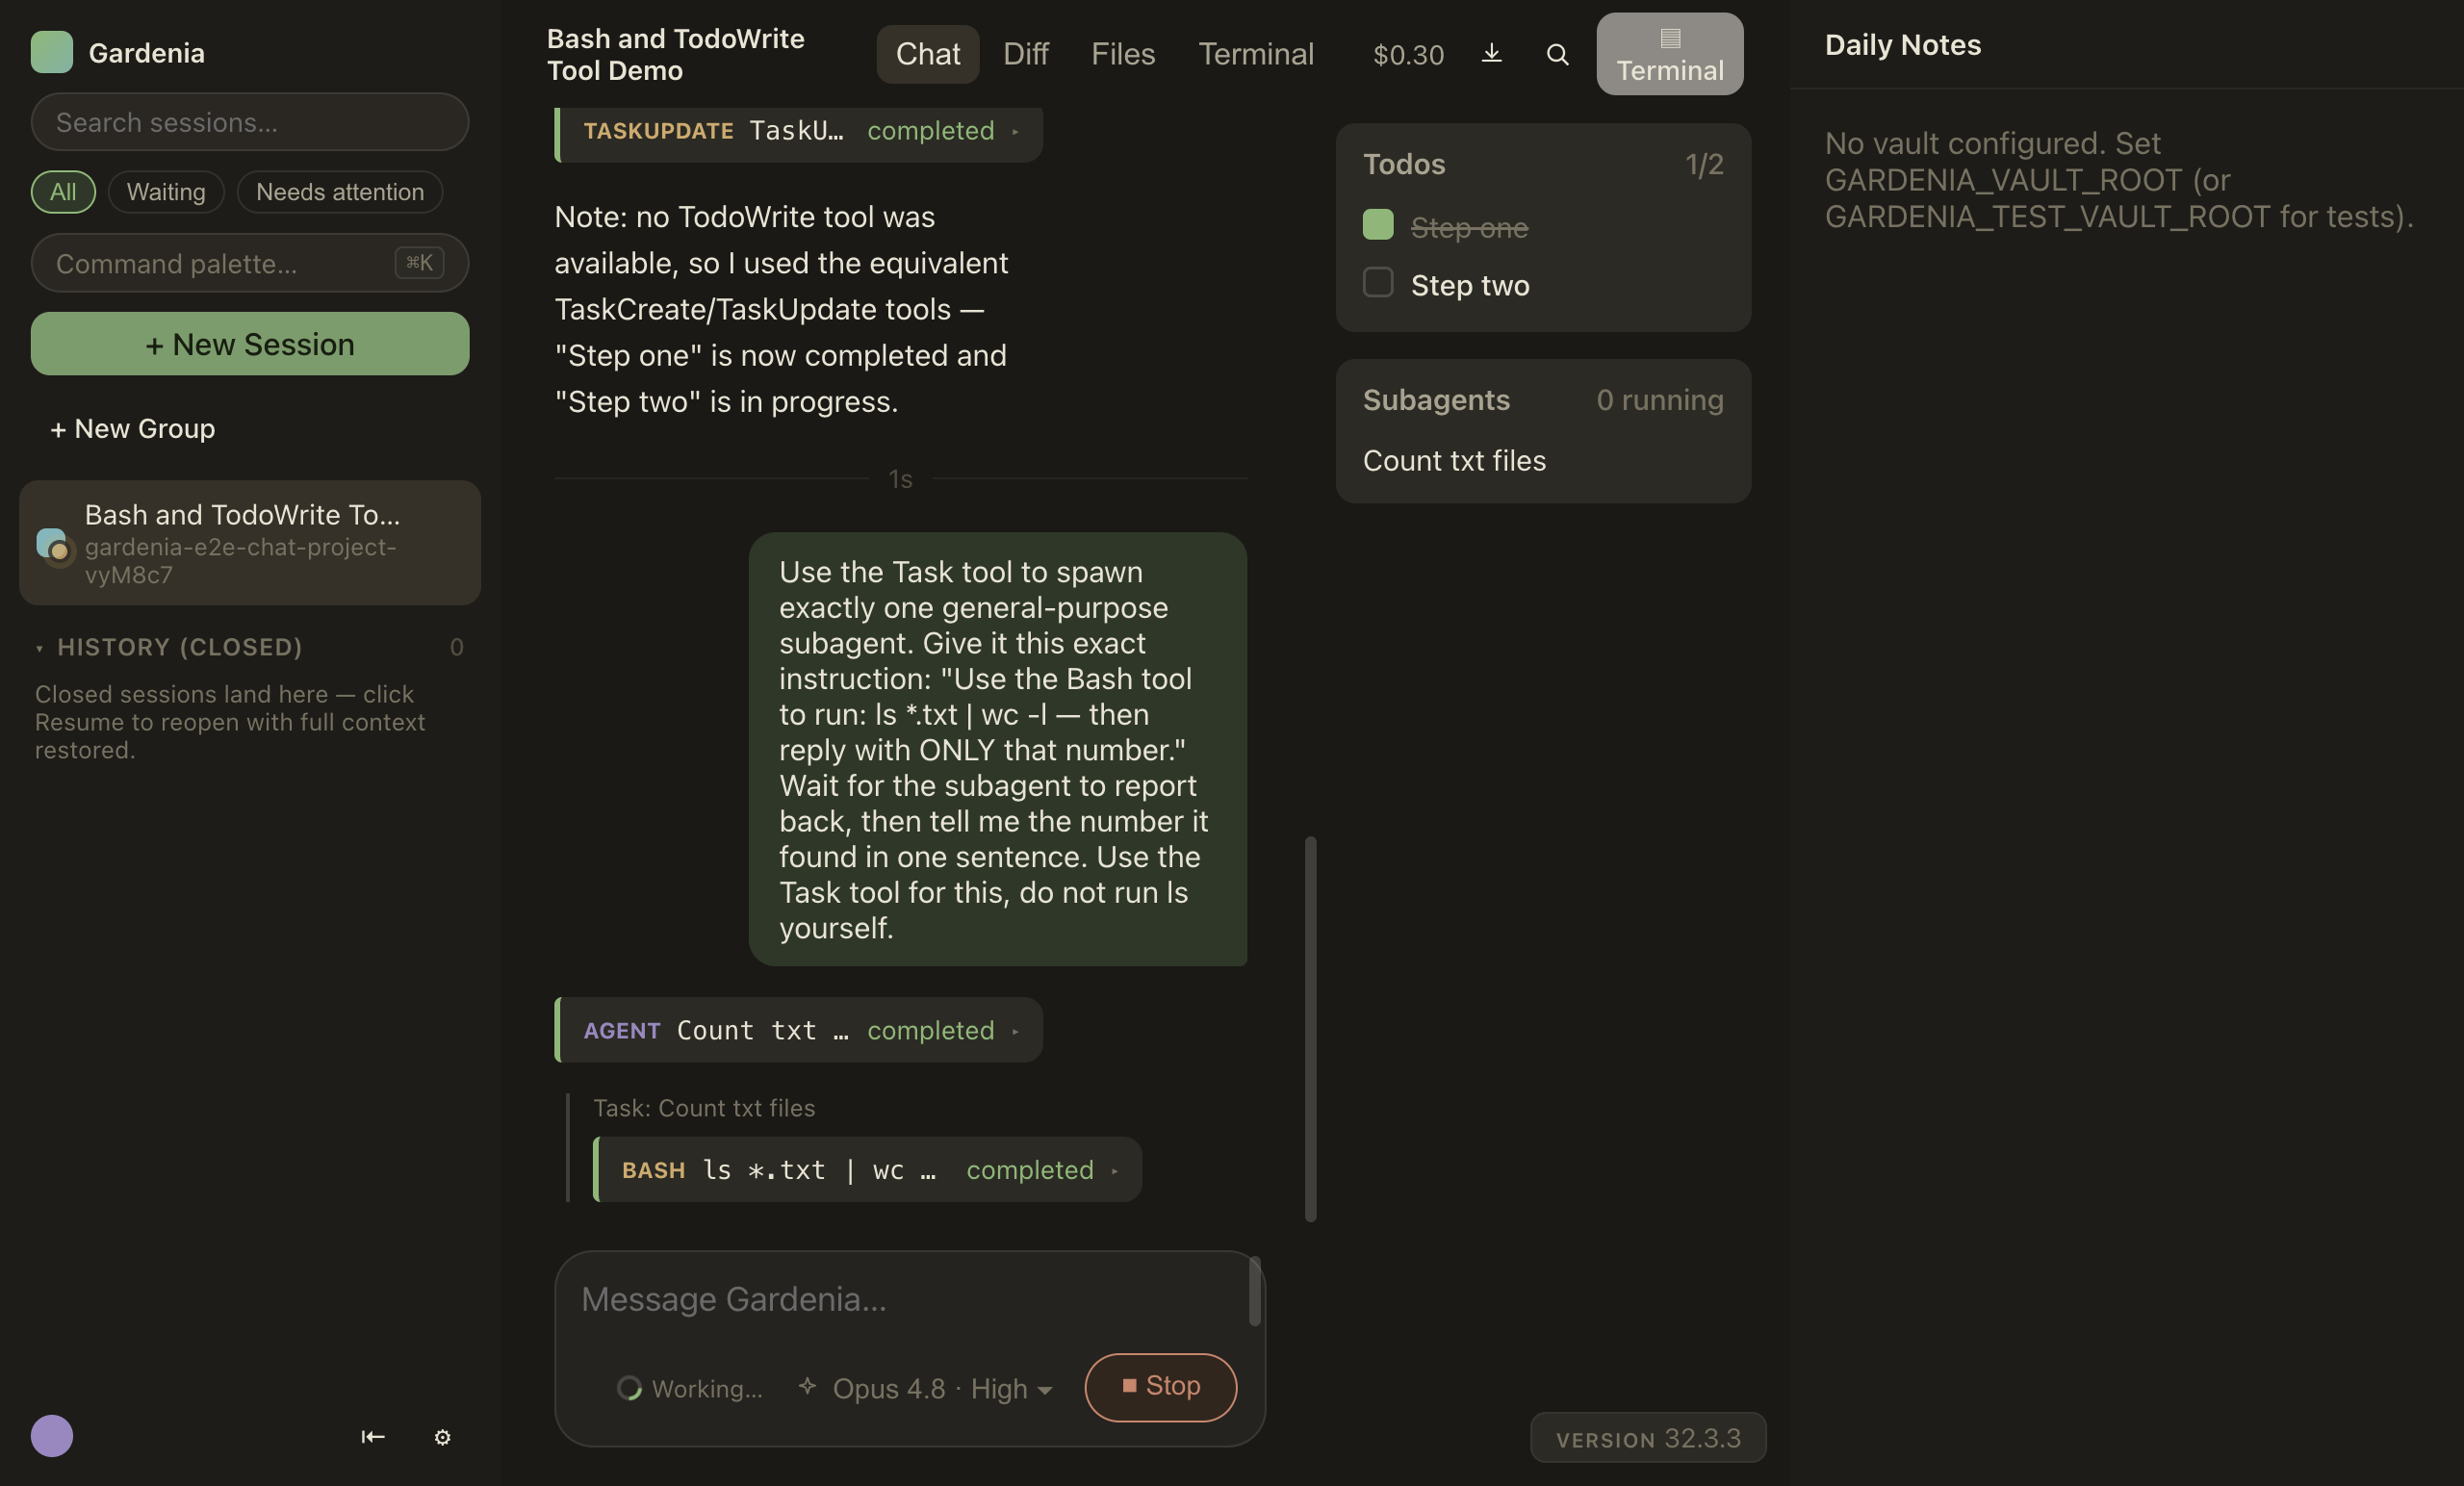 Gardenia
Search sessions...
All
Waiting
Needs attention
Command palette...
⌘K
+ New Session
+ New Group
Bash and TodoWrite To...
gardenia-e2e-chat-project-
vyM8c7
HISTORY (CLOSED)
0
Closed sessions land here — click
Resume to reopen with full context
restored.
Bash and TodoWrite
Tool Demo
Chat
Diff
Files
Terminal
$0.30
Terminal
TASKUPDATE TaskU… completed
Note: no TodoWrite tool was
available, so I used the equivalent
TaskCreate/TaskUpdate tools —
"Step one" is now completed and
"Step two" is in progress.
1s
Use the Task tool to spawn
exactly one general-purpose
subagent. Give it this exact
instruction: "Use the Bash tool
to run: ls *.txt | wc -l — then
reply with ONLY that number."
Wait for the subagent to report
back, then tell me the number it
found in one sentence. Use the
Task tool for this, do not run ls
yourself.
AGENT Count txt … completed
Task: Count txt files
BASH ls *.txt | wc … completed
Message Gardenia...
Working...
Opus 4.8 · High
Stop
Todos
1/2
Step one
Step two
Subagents
0 running
Count txt files
VERSION 32.3.3
Daily Notes
No vault configured. Set
GARDENIA_VAULT_ROOT (or
GARDENIA_TEST_VAULT_ROOT for tests).